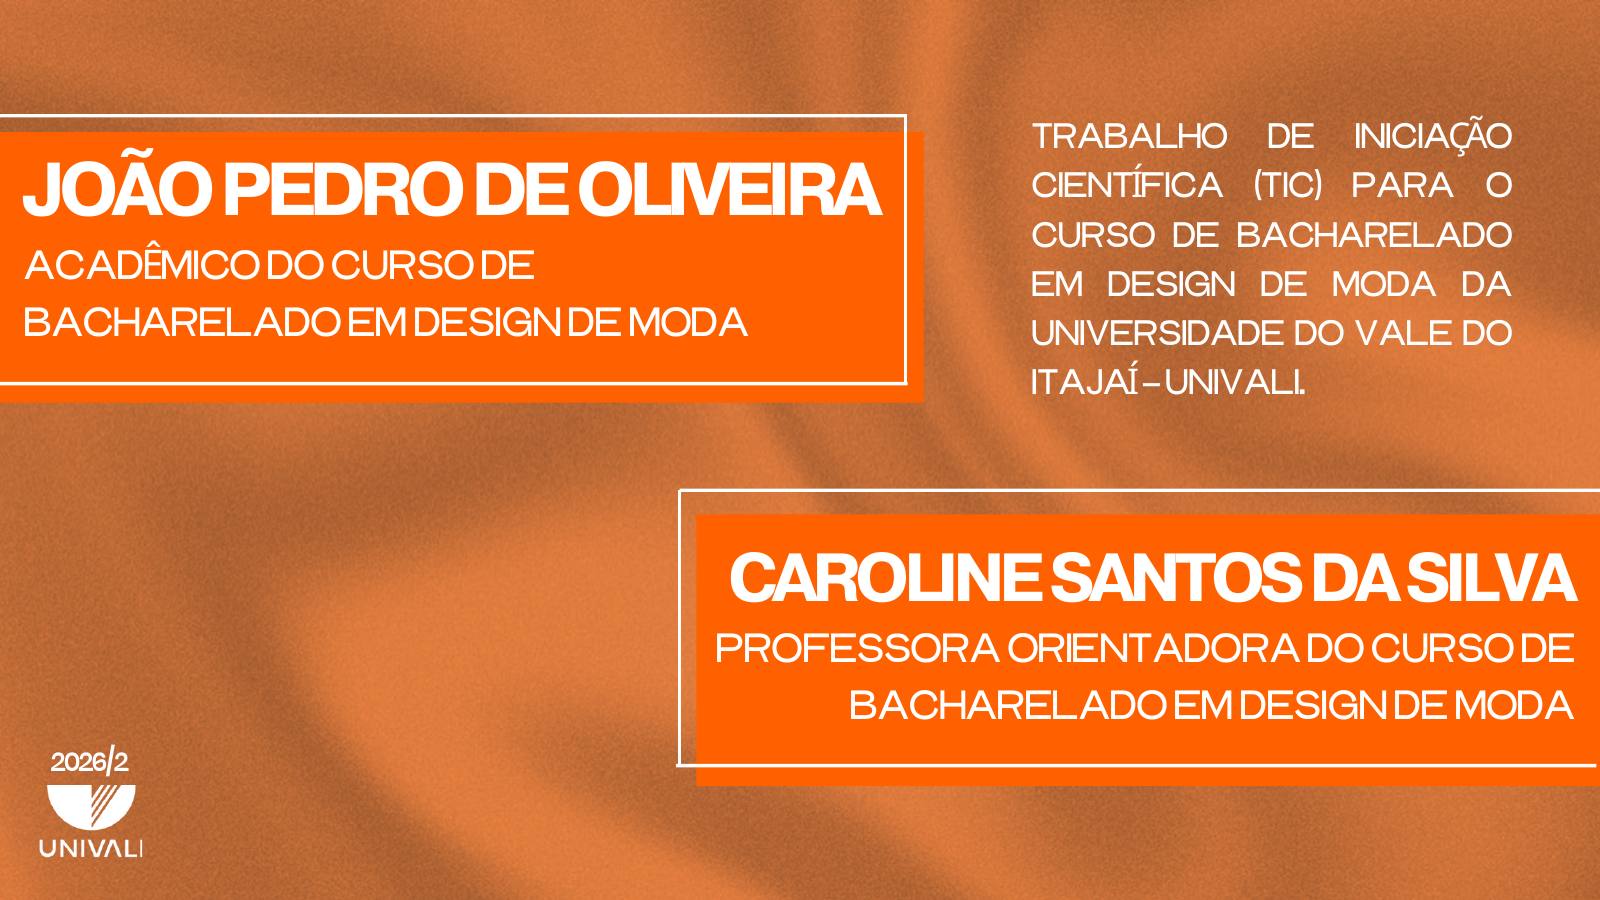 JOÃO PEDRO DE OLIVEIRA
ACADÊMICO DO CURSO DE
BACHARELADO EM DESIGN DE MODA
TRABALHO DE INICIAÇÃO
CIENTÍFICA (TIC) PARA O
CURSO DE BACHARELADO
EM DESIGN DE MODA DA
UNIVERSIDADE DO VALE DO
ITAJAÍ – UNIVALI.
CAROLINE SANTOS DA SILVA
PROFESSORA ORIENTADORA DO CURSO DE
BACHARELADO EM DESIGN DE MODA
2026/2
UNIVALI